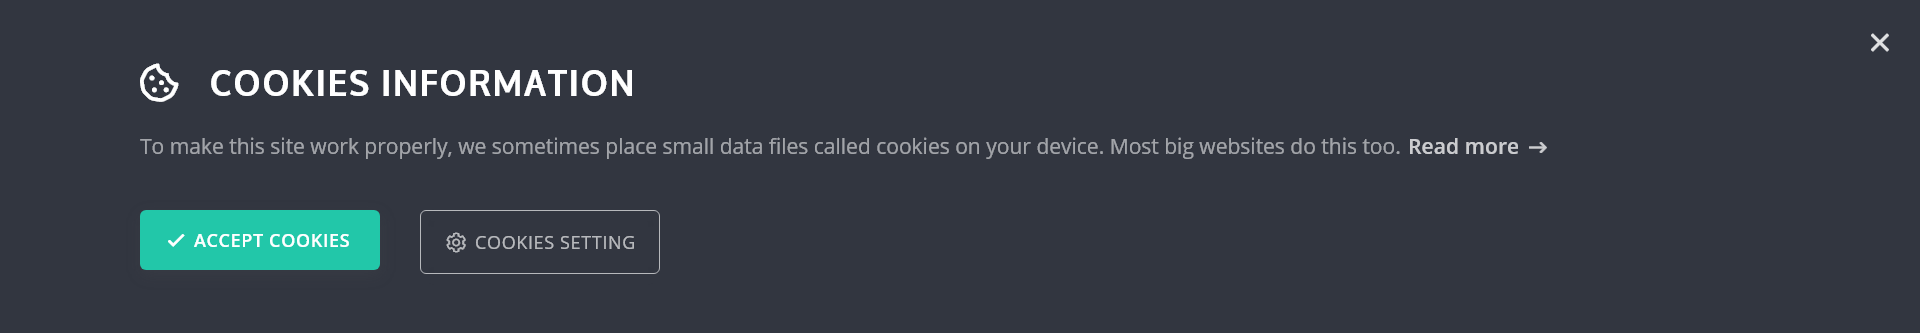 COOKIES INFORMATION
To make this site work properly, we sometimes place small data files called cookies on your device. Most big websites do this too. Read more →
ACCEPT COOKIES
COOKIES SETTING